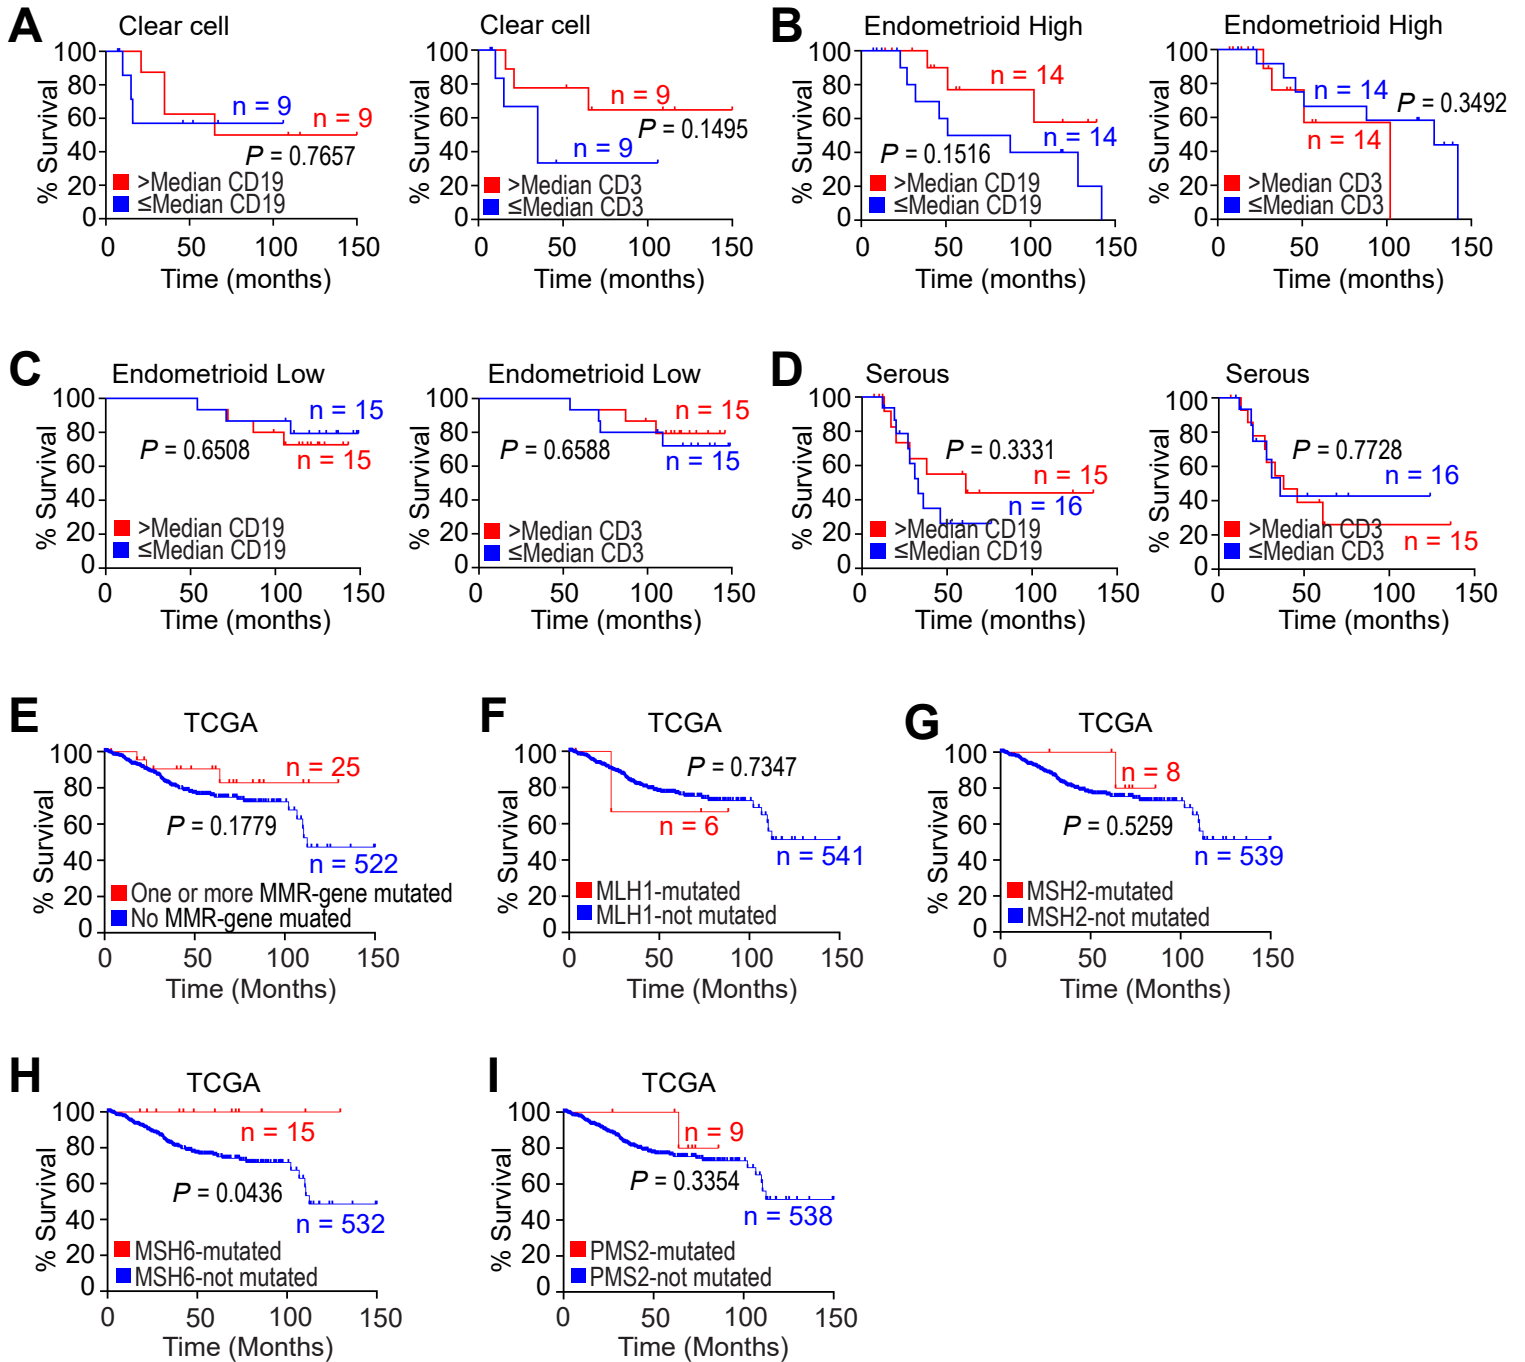 A
Clear cell
% Survival
100
80
60
40
20
0
n = 9
n = 9
P = 0.7657
>Median CD19
≤Median CD19
0 50 100 150
Time (months)
Clear cell
% Survival
100
80
60
40
20
0
n = 9
P = 0.1495
n = 9
>Median CD3
≤Median CD3
0 50 100 150
Time (months)
B
Endometrioid High
% Survival
100
80
60
40
20
0
n = 14
n = 14
P = 0.1516
>Median CD19
≤Median CD19
0 50 100 150
Time (months)
Endometrioid High
% Survival
100
80
60
40
20
0
n = 14
P = 0.3492
n = 14
>Median CD3
≤Median CD3
0 50 100 150
Time (months)
C
Endometrioid Low
% Survival
100
80
60
40
20
0
n = 15
P = 0.6508
n = 15
>Median CD19
≤Median CD19
0 50 100 150
Time (months)
Endometrioid Low
% Survival
100
80
60
40
20
0
n = 15
P = 0.6588
n = 15
>Median CD3
≤Median CD3
0 50 100 150
Time (months)
D
Serous
% Survival
100
80
60
40
20
0
P = 0.3331
n = 15
n = 16
>Median CD19
≤Median CD19
0 50 100 150
Time (months)
Serous
% Survival
100
80
60
40
20
0
P = 0.7728
n = 16
n = 15
>Median CD3
≤Median CD3
0 50 100 150
Time (months)
E
TCGA
% Survival
100
80
60
40
20
0
n = 25
P = 0.1779
n = 522
One or more MMR-gene mutated
No MMR-gene muated
0 50 100 150
Time (Months)
F
TCGA
% Survival
100
80
60
40
20
0
P = 0.7347
n = 6
n = 541
MLH1-mutated
MLH1-not mutated
0 50 100 150
Time (Months)
G
TCGA
% Survival
100
80
60
40
20
0
n = 8
P = 0.5259
n = 539
MSH2-mutated
MSH2-not mutated
0 50 100 150
Time (Months)
H
TCGA
% Survival
100
80
60
40
20
0
n = 15
P = 0.0436
n = 532
MSH6-mutated
MSH6-not mutated
0 50 100 150
Time (Months)
I
TCGA
% Survival
100
80
60
40
20
0
n = 9
P = 0.3354
n = 538
PMS2-mutated
PMS2-not mutated
0 50 100 150
Time (Months)